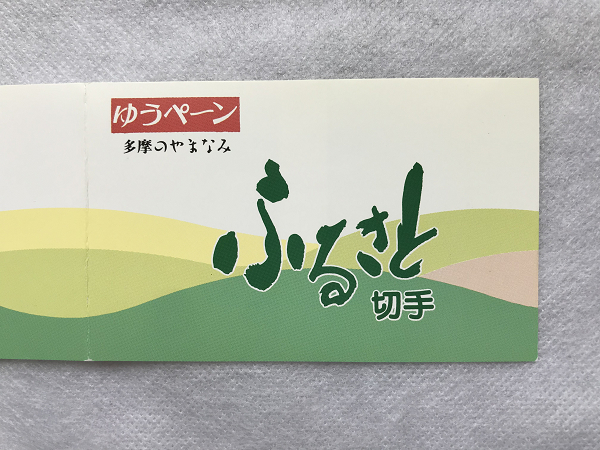 ゆうペーン
多摩のやまなみ
ふるさと
切手